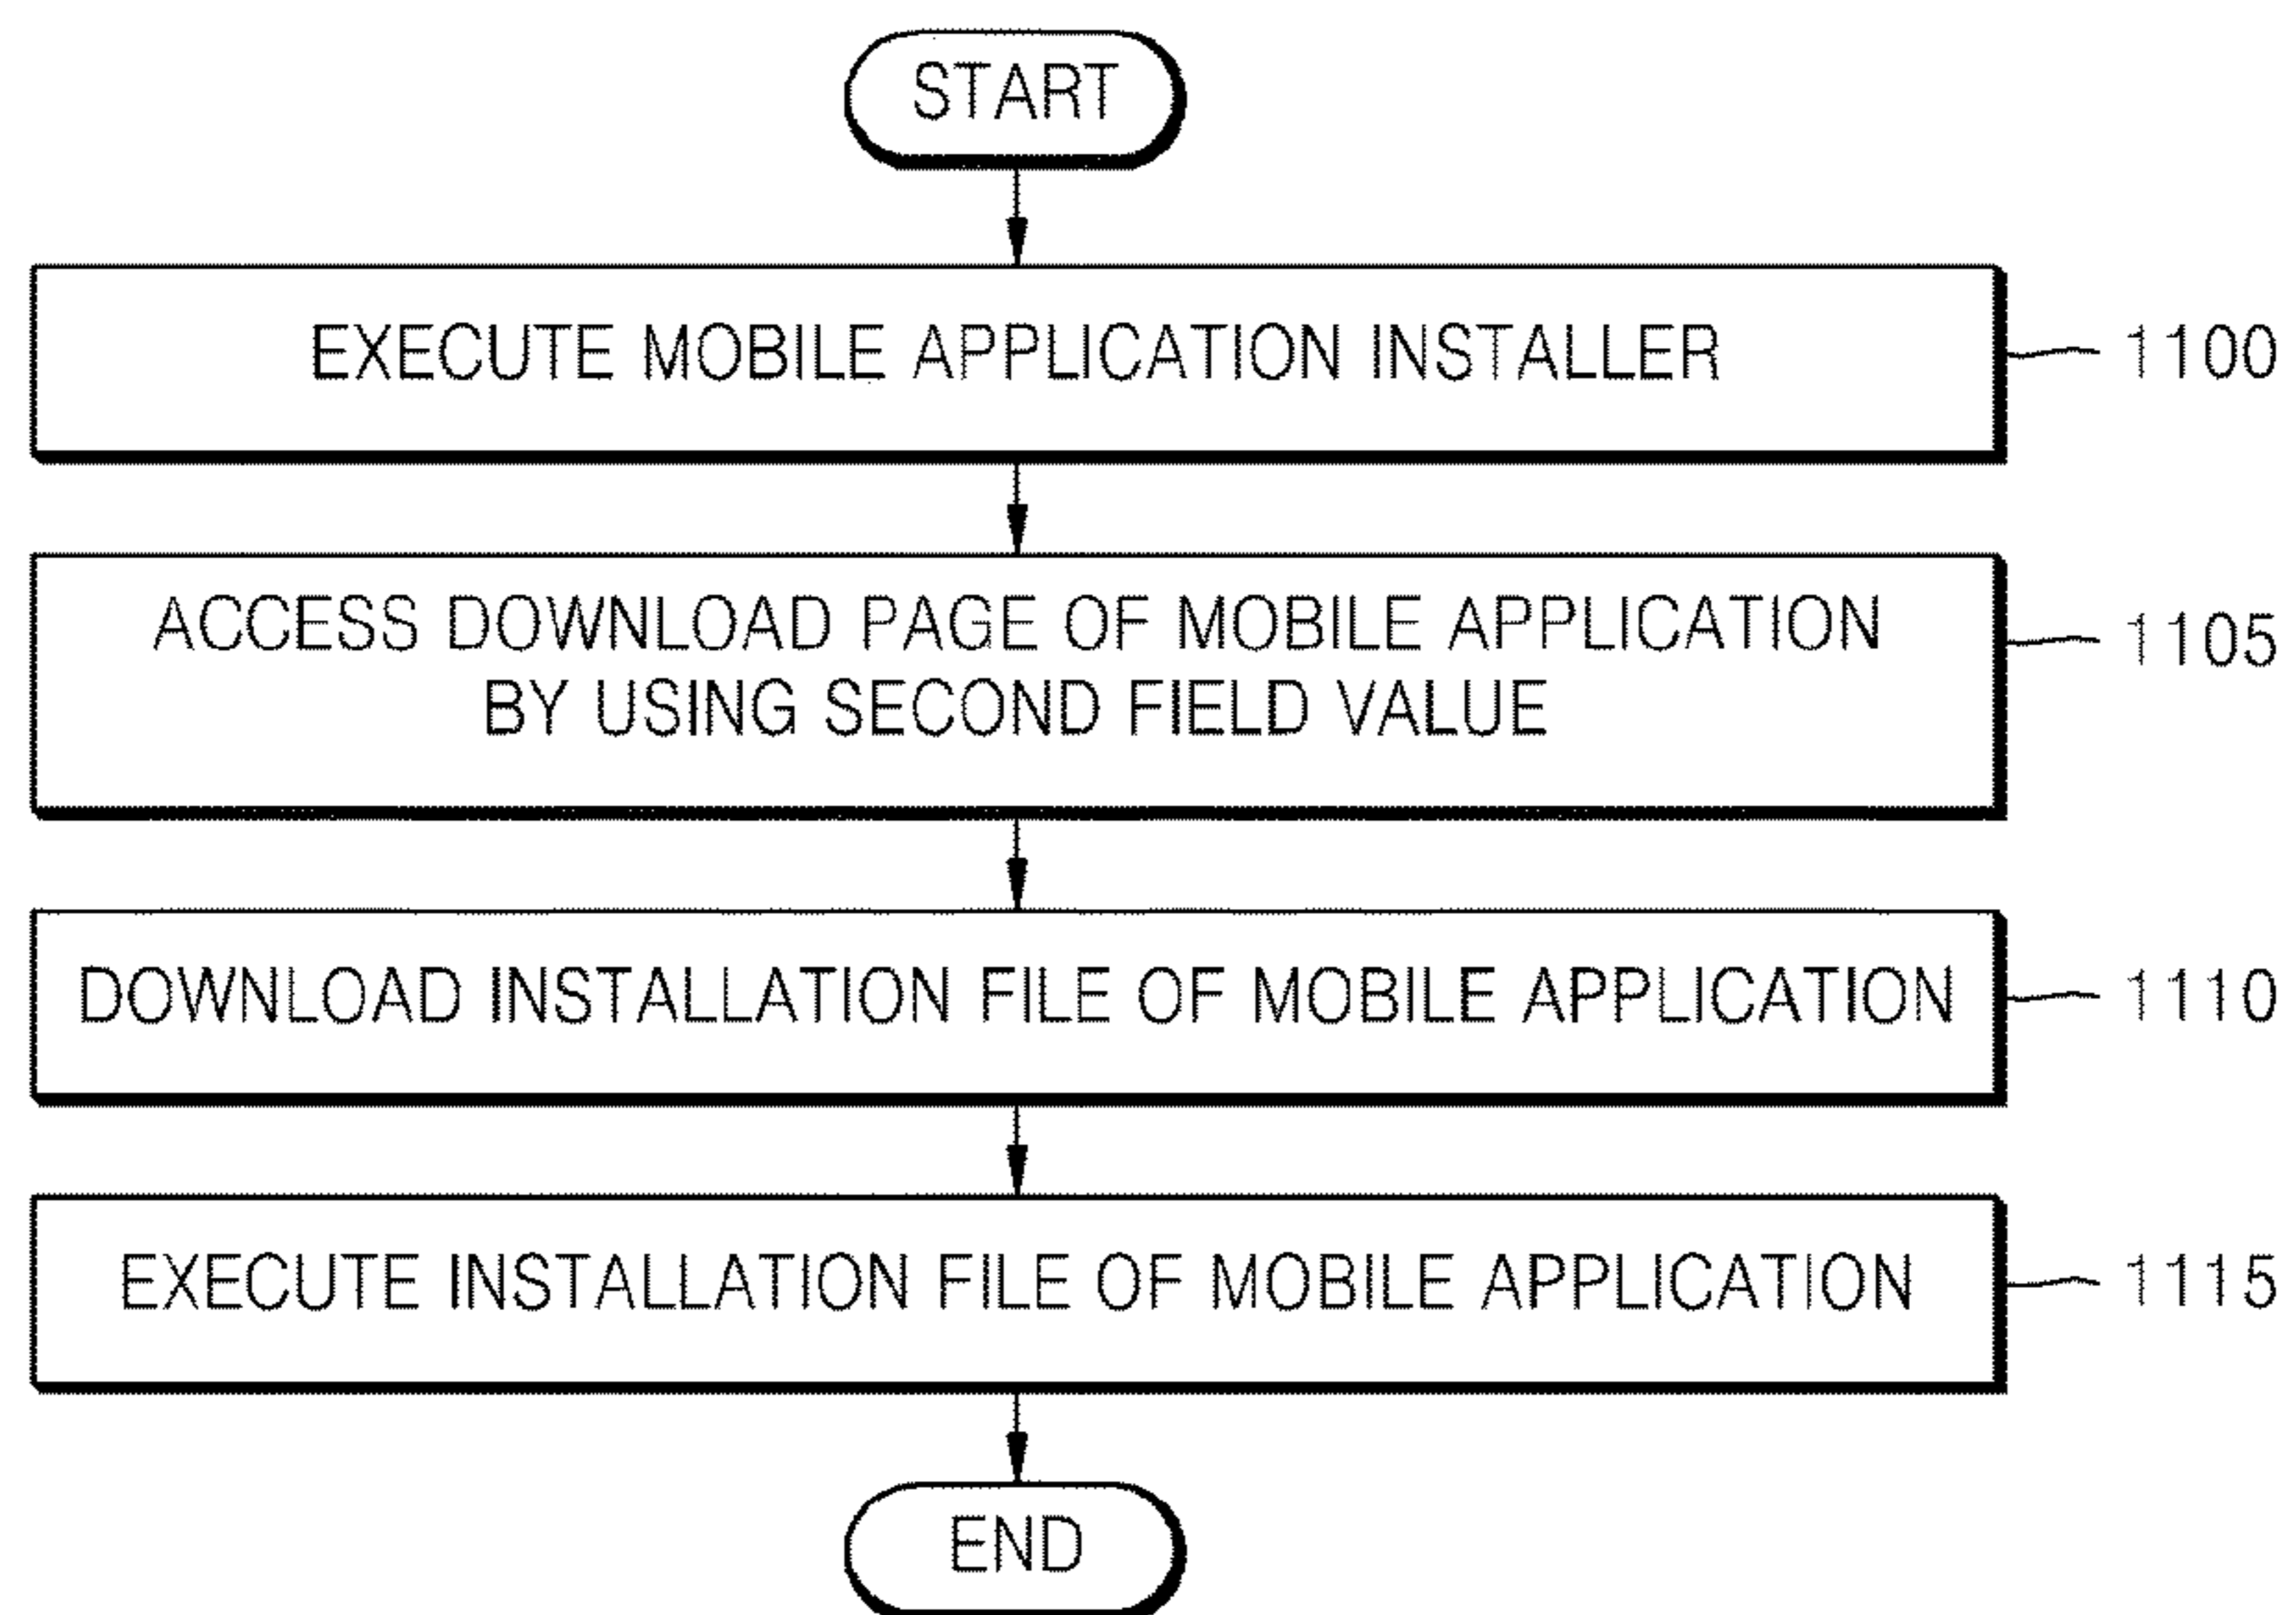 START
EXECUTE MOBILE APPLICATION INSTALLER
1100
ACCESS DOWNLOAD PAGE OF MOBILE APPLICATION
BY USING SECOND FIELD VALUE
1105
DOWNLOAD INSTALLATION FILE OF MOBILE APPLICATION
1110
EXECUTE INSTALLATION FILE OF MOBILE APPLICATION
1115
END